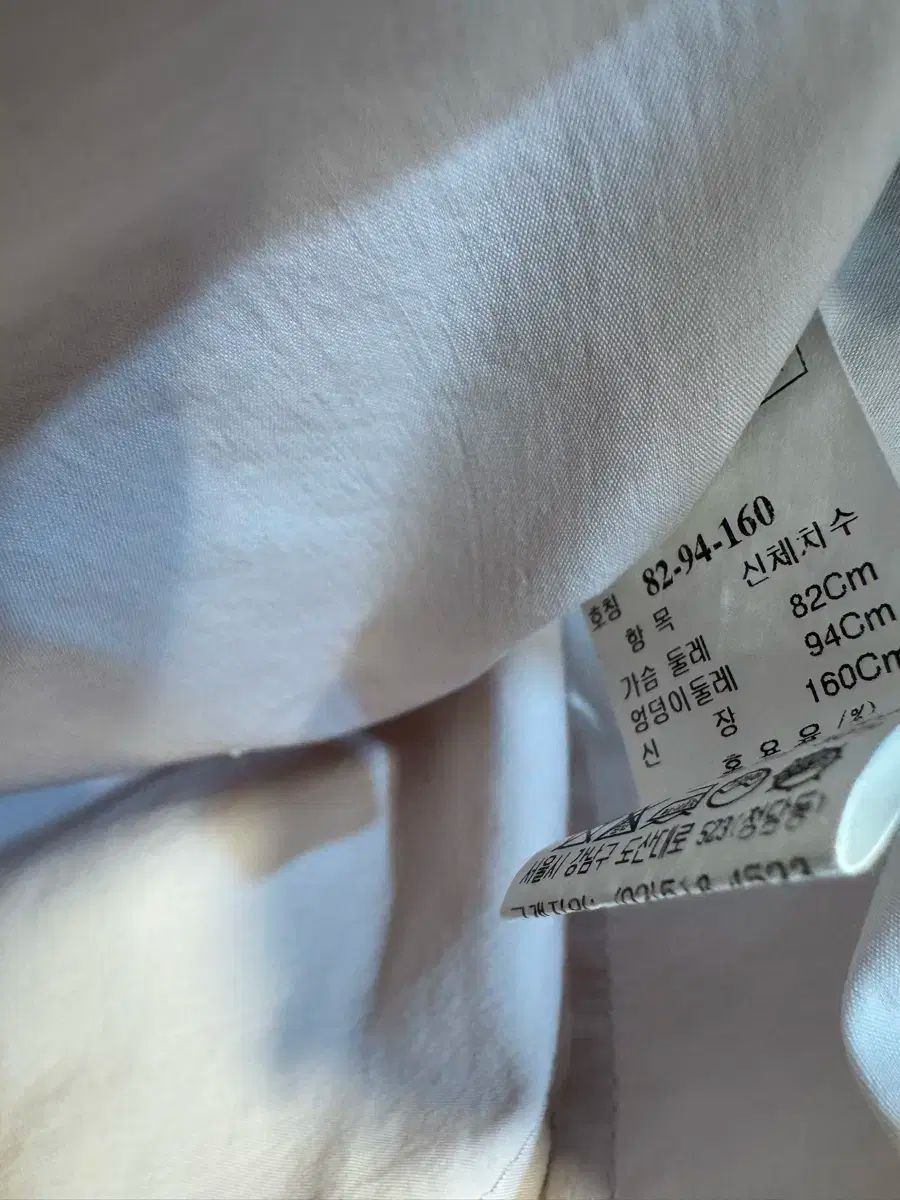 호칭 82-94-160
항 목 신체치수
가슴 둘레 82Cm
엉덩이둘레 94Cm
신 장 160Cm
서울시 강남구 도산대로 523(청담동)